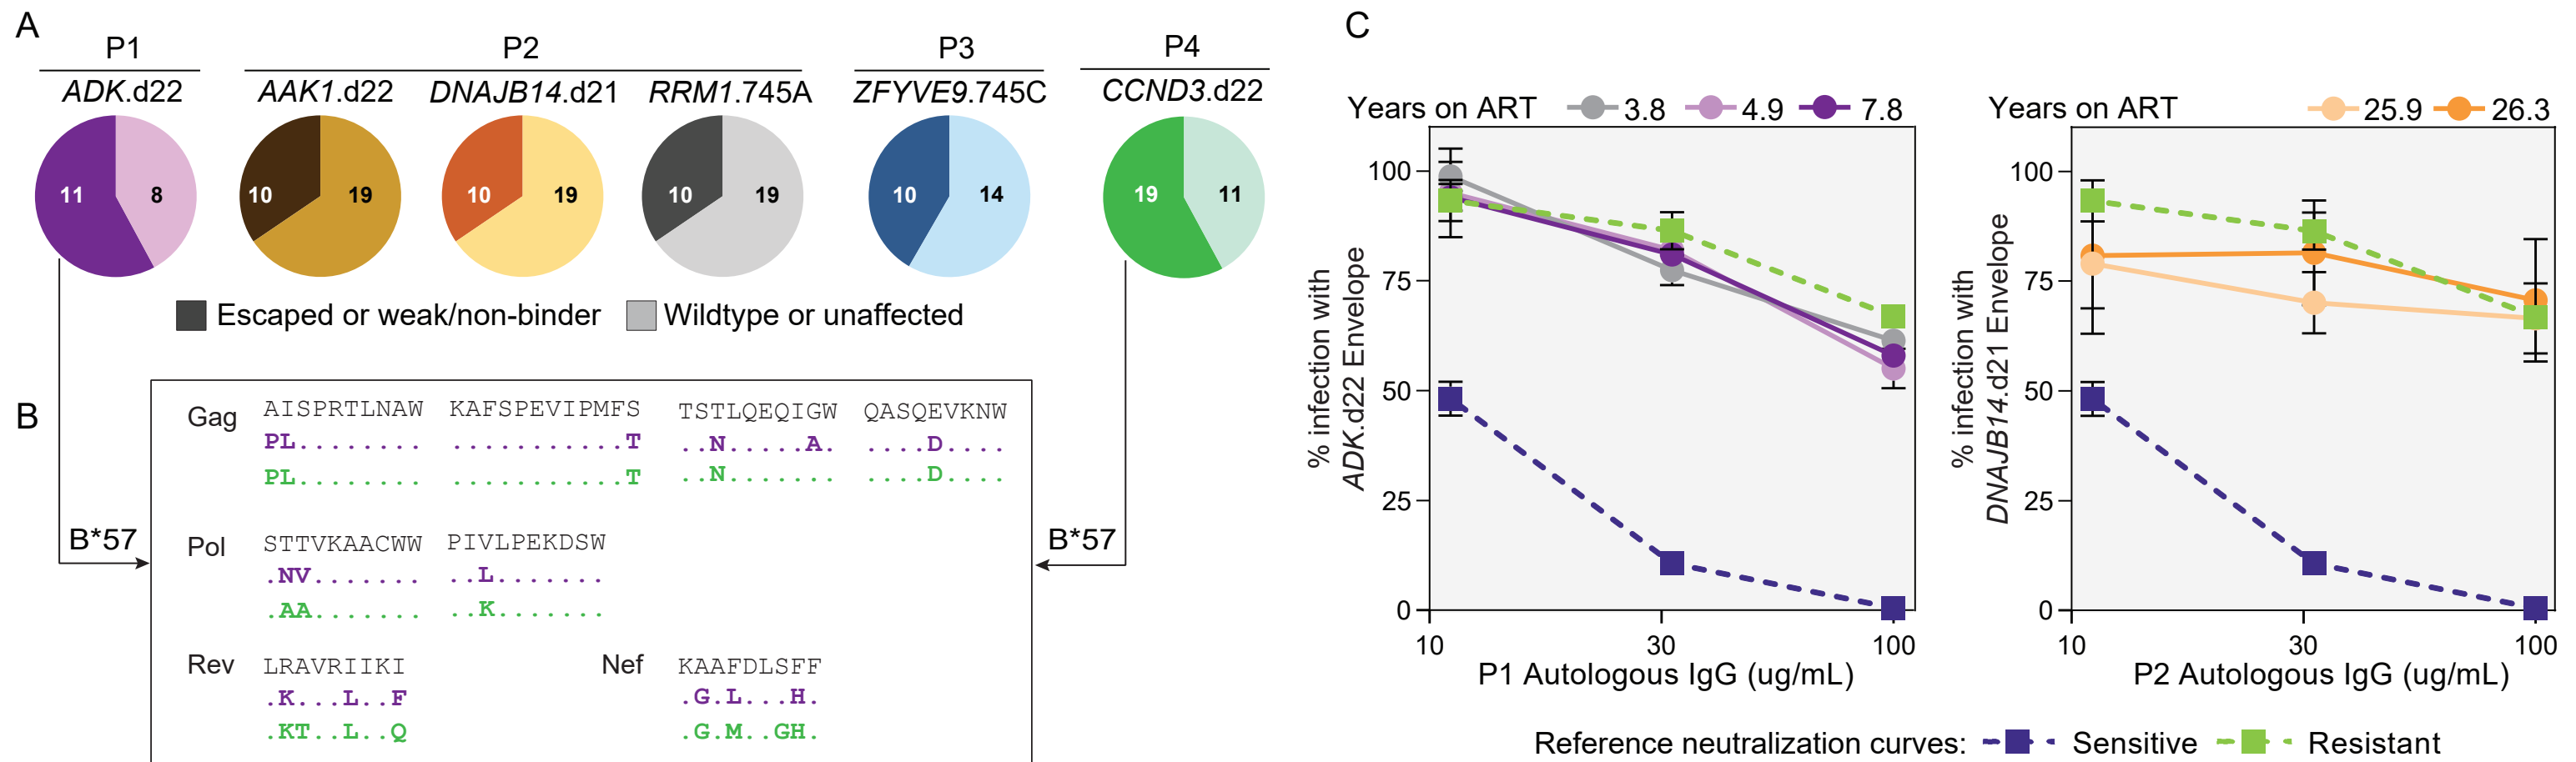 A
P1 P2 P3 P4
ADK.d22 AAK1.d22 DNAJB14.d21 RRM1.745A ZFYVE9.745C CCND3.d22
11 8 10 19 10 19 10 19 10 14 19 11
Escaped or weak/non-binder Wildtype or unaffected
B
B*57
B*57
Gag AISPRTLNAW KAFSPEVIPMFS TSTLQEQIGW QASQEVKNW
PL........ ...........T ..N.....A. ....D....
PL........ ...........T ..N....... ....D....
Pol STTVKAACWW PIVLPEKDSW
.NV....... ..L.......
.AA....... ..K.......
Rev LRAVRIIKI Nef KAAFDLSFF
.K...L..F .G.L...H.
.KT..L..Q .G.M..GH.
C
Years on ART 3.8 4.9 7.8
% infection with
ADK.d22 Envelope
100
75
50
25
0
10 30 100
P1 Autologous IgG (ug/mL)
Years on ART 25.9 26.3
% infection with
DNAJB14.d21 Envelope
100
75
50
25
0
10 30 100
P2 Autologous IgG (ug/mL)
Reference neutralization curves: Sensitive Resistant